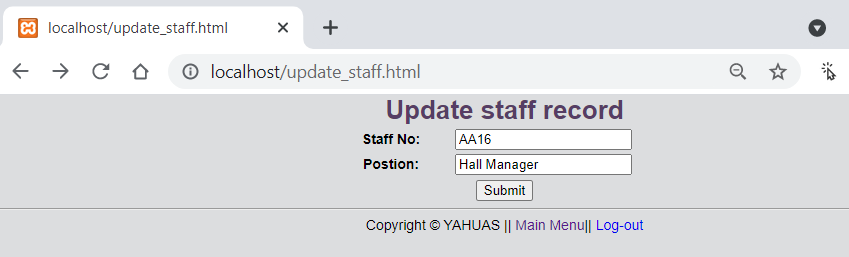 localhost/update_staff.html
localhost/update_staff.html
Update staff record
Staff No: AA16
Postion: Hall Manager
Submit
Copyright © YAHUAS || Main Menu|| Log-out